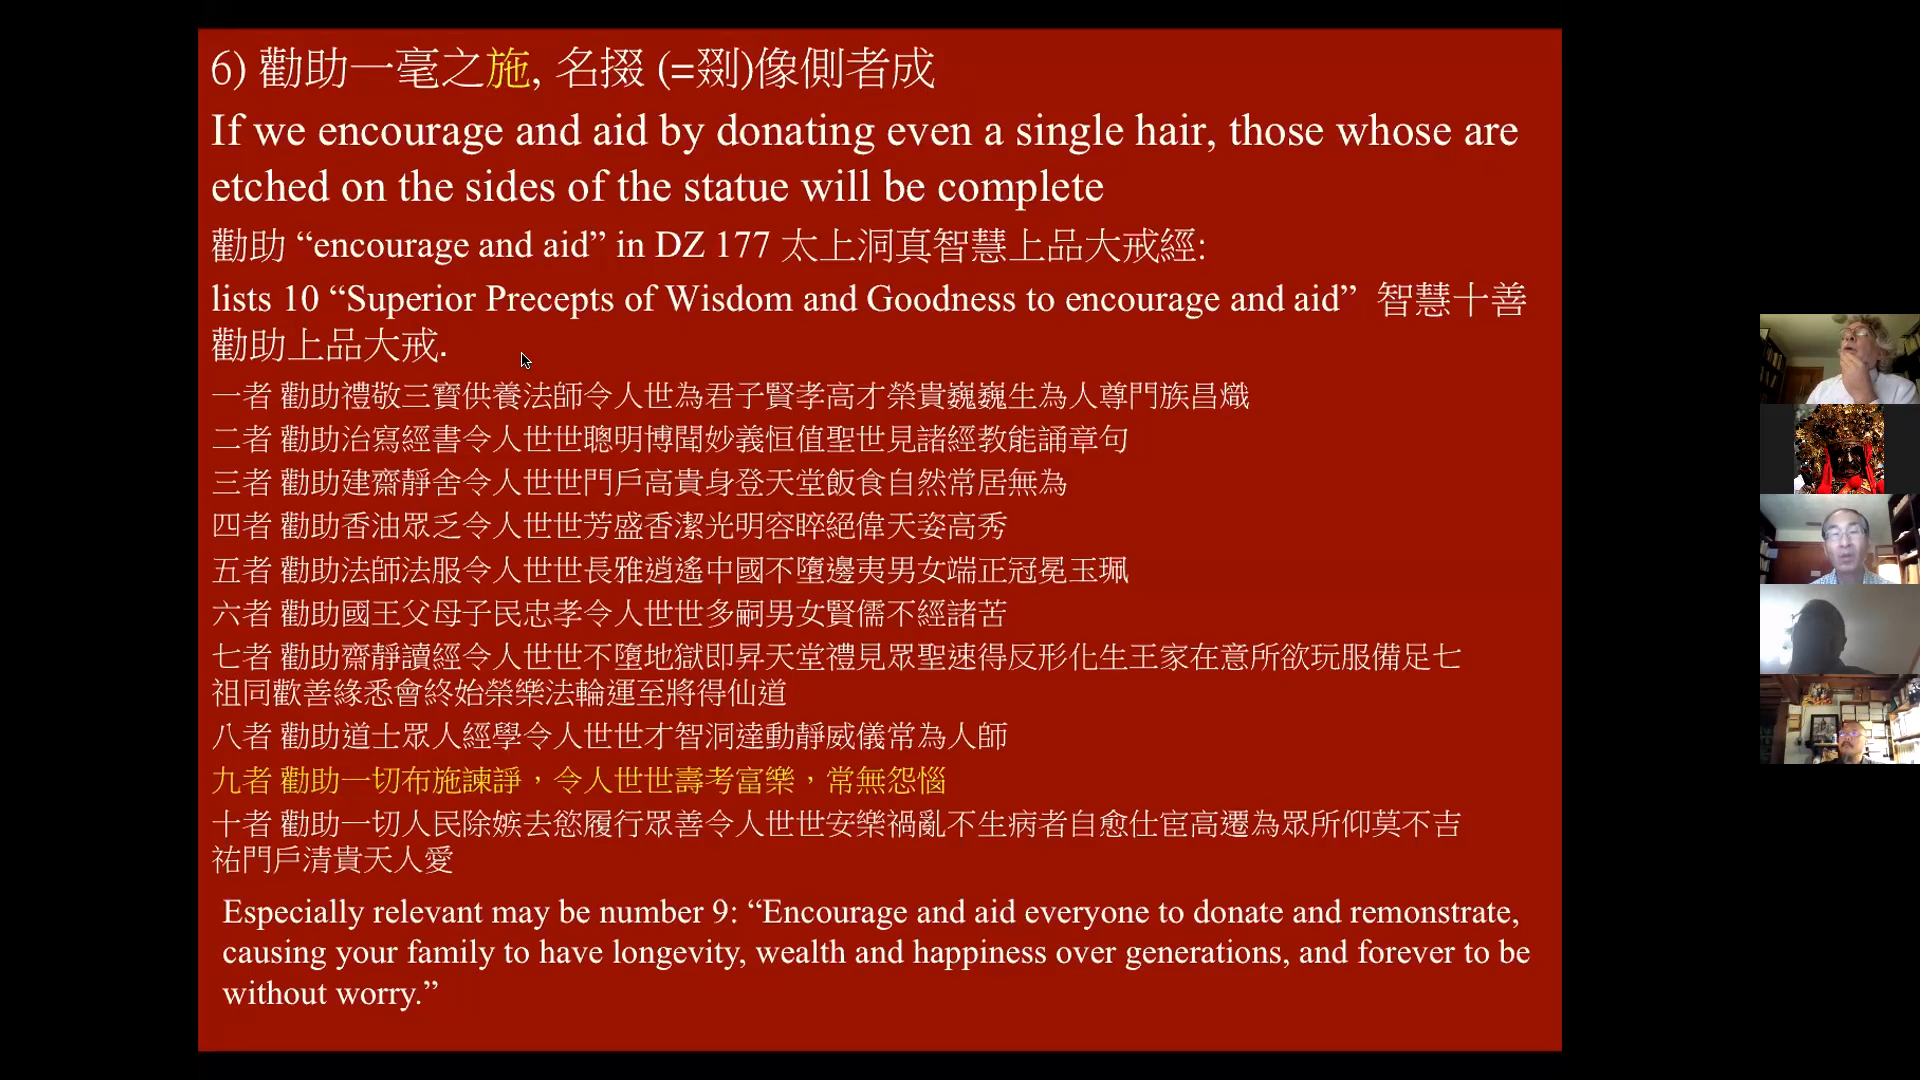 6) 勸助一毫之施, 名掇 (=剟)像側者成
If we encourage and aid by donating even a single hair, those whose are
etched on the sides of the statue will be complete
勸助 “encourage and aid” in DZ 177 太上洞真智慧上品大戒經:
lists 10 “Superior Precepts of Wisdom and Goodness to encourage and aid” 智慧十善
勸助上品大戒.
一者 勸助禮敬三寶供養法師令人世為君子賢孝高才榮貴巍巍生為人尊門族昌熾
二者 勸助治寫經書令人世世聰明博聞妙義恒值聖世見諸經教能誦章句
三者 勸助建齋靜舍令人世世門戶高貴身登天堂飯食自然常居無為
四者 勸助香油眾乏令人世世芳盛香潔光明容睟絕偉天姿高秀
五者 勸助法師法服令人世世長雅逍遙中國不墮邊夷男女端正冠冕玉珮
六者 勸助國王父母子民忠孝令人世世多嗣男女賢儒不經諸苦
七者 勸助齋靜讀經令人世世不墮地獄即昇天堂禮見眾聖速得反形化生王家在意所欲玩服備足七
祖同歡善緣悉會終始榮樂法輪運至將得仙道
八者 勸助道士眾人經學令人世世才智洞達動靜威儀常為人師
九者 勸助一切布施諫諍，令人世世壽考富樂，常無怨惱
十者 勸助一切人民除嫉去慾履行眾善令人世世安樂禍亂不生病者自愈仕宦高遷為眾所仰莫不吉
祐門戶清貴天人愛
Especially relevant may be number 9: “Encourage and aid everyone to donate and remonstrate,
causing your family to have longevity, wealth and happiness over generations, and forever to be
without worry.”